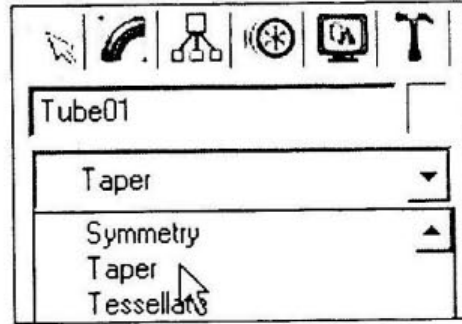 Tube01
Taper
Symmetry
Taper
Tessellate